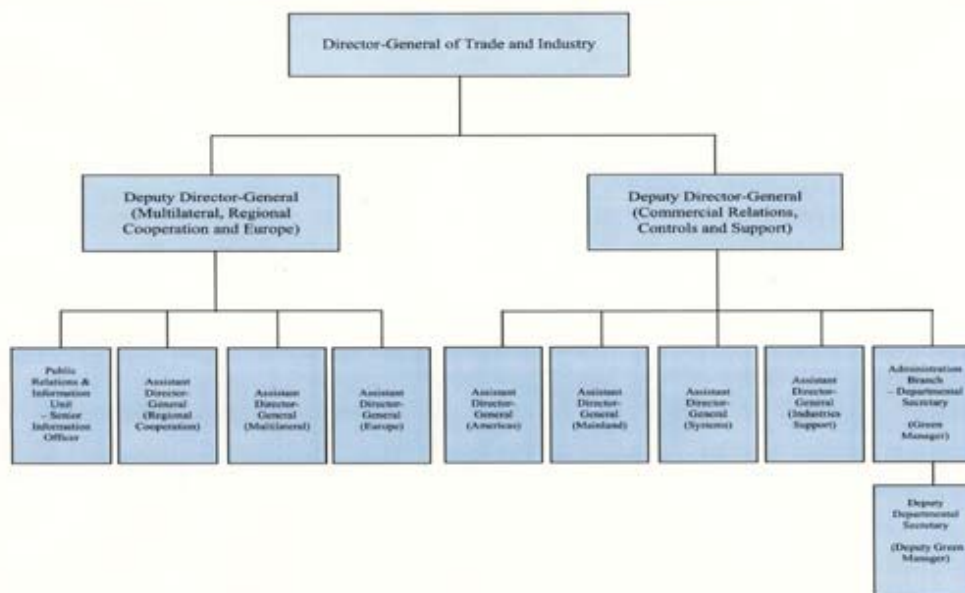 Director-General of Trade and Industry
Deputy Director-General
(Multilateral, Regional
Cooperation and Europe)
Deputy Director-General
(Commercial Relations,
Controls and Support)
Public
Relations &
Information
Unit
– Senior
Information
Officer
Assistant
Director-
General
(Regional
Cooperation)
Assistant
Director-
General
(Multilateral)
Assistant
Director-
General
(Europe)
Assistant
Director-
General
(Americas)
Assistant
Director-
General
(Mainland)
Assistant
Director-
General
(Systems)
Assistant
Director-
General
(Industries
Support)
Administration
Branch
– Departmental
Secretary
(Green
Manager)
Deputy
Departmental
Secretary
(Deputy Green
Manager)